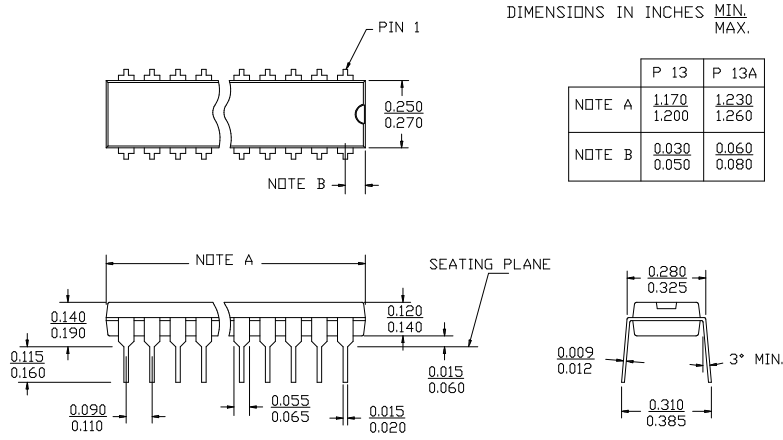 DIMENSIONS IN INCHES MIN.
MAX.
PIN 1
P 13 P 13A
NOTE A 1.170 1.230
1.200 1.260
NOTE B 0.030 0.060
0.050 0.080
0.250
0.270
NOTE B
NOTE A
SEATING PLANE
0.280
0.325
0.140
0.190
0.120
0.140
0.115
0.160
0.015
0.060
0.009
0.012
3° MIN.
0.090
0.110
0.055
0.065
0.015
0.020
0.310
0.385